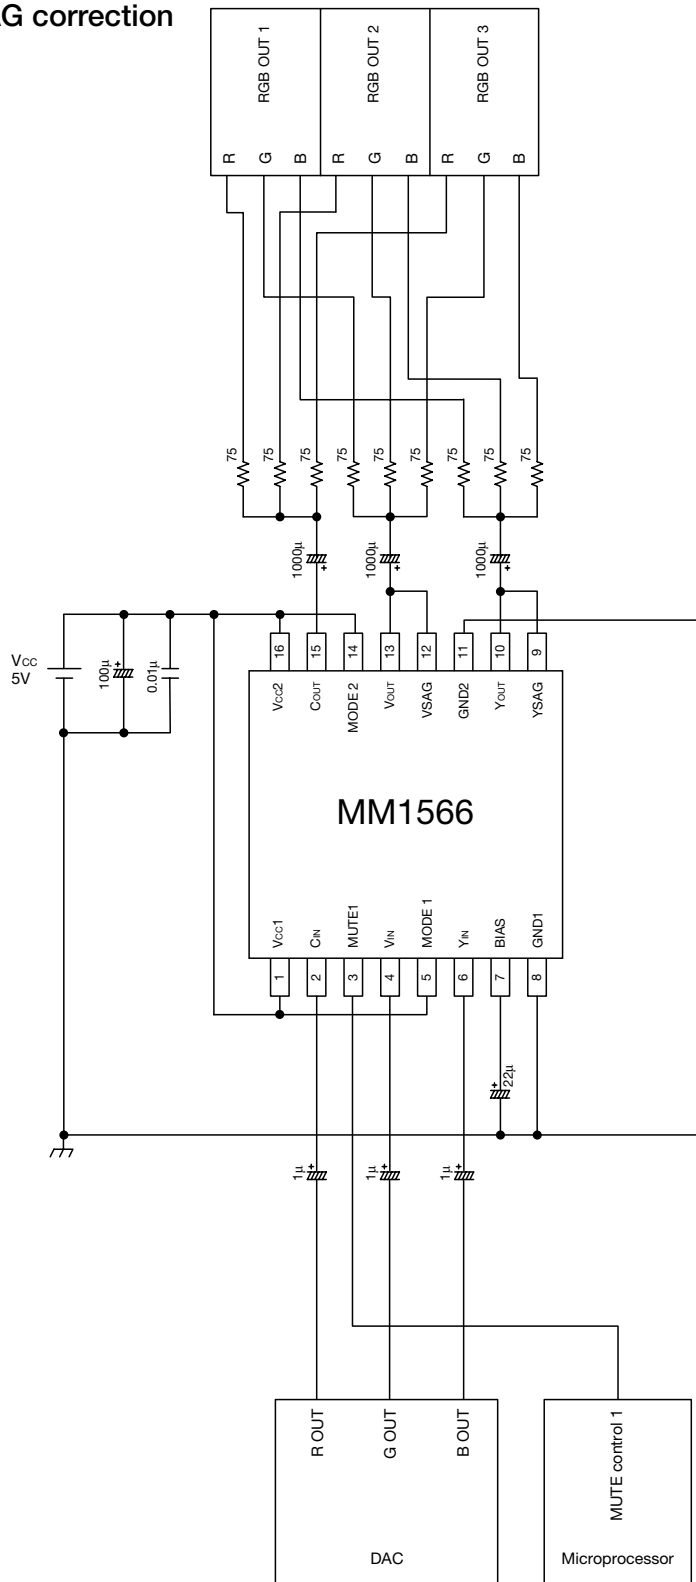 G correction
RGB OUT 1
RGB OUT 2
RGB OUT 3
R
G
B
R
G
B
R
G
B
75
75
75
75
75
75
75
75
75
1000μ
+
1000μ
+
1000μ
+
Vcc
5V
100μ
+
0.01μ
16
15
14
13
12
11
10
9
Vcc2
COUT
MODE 2
VOUT
VSAG
GND2
YOUT
YSAG
MM1566
Vcc1
CIN
MUTE1
VIN
MODE 1
YIN
BIAS
GND1
1
2
3
4
5
6
7
8
+
22μ
1μ
+
1μ
+
1μ
+
R OUT
G OUT
B OUT
MUTE control 1
DAC
Microprocessor